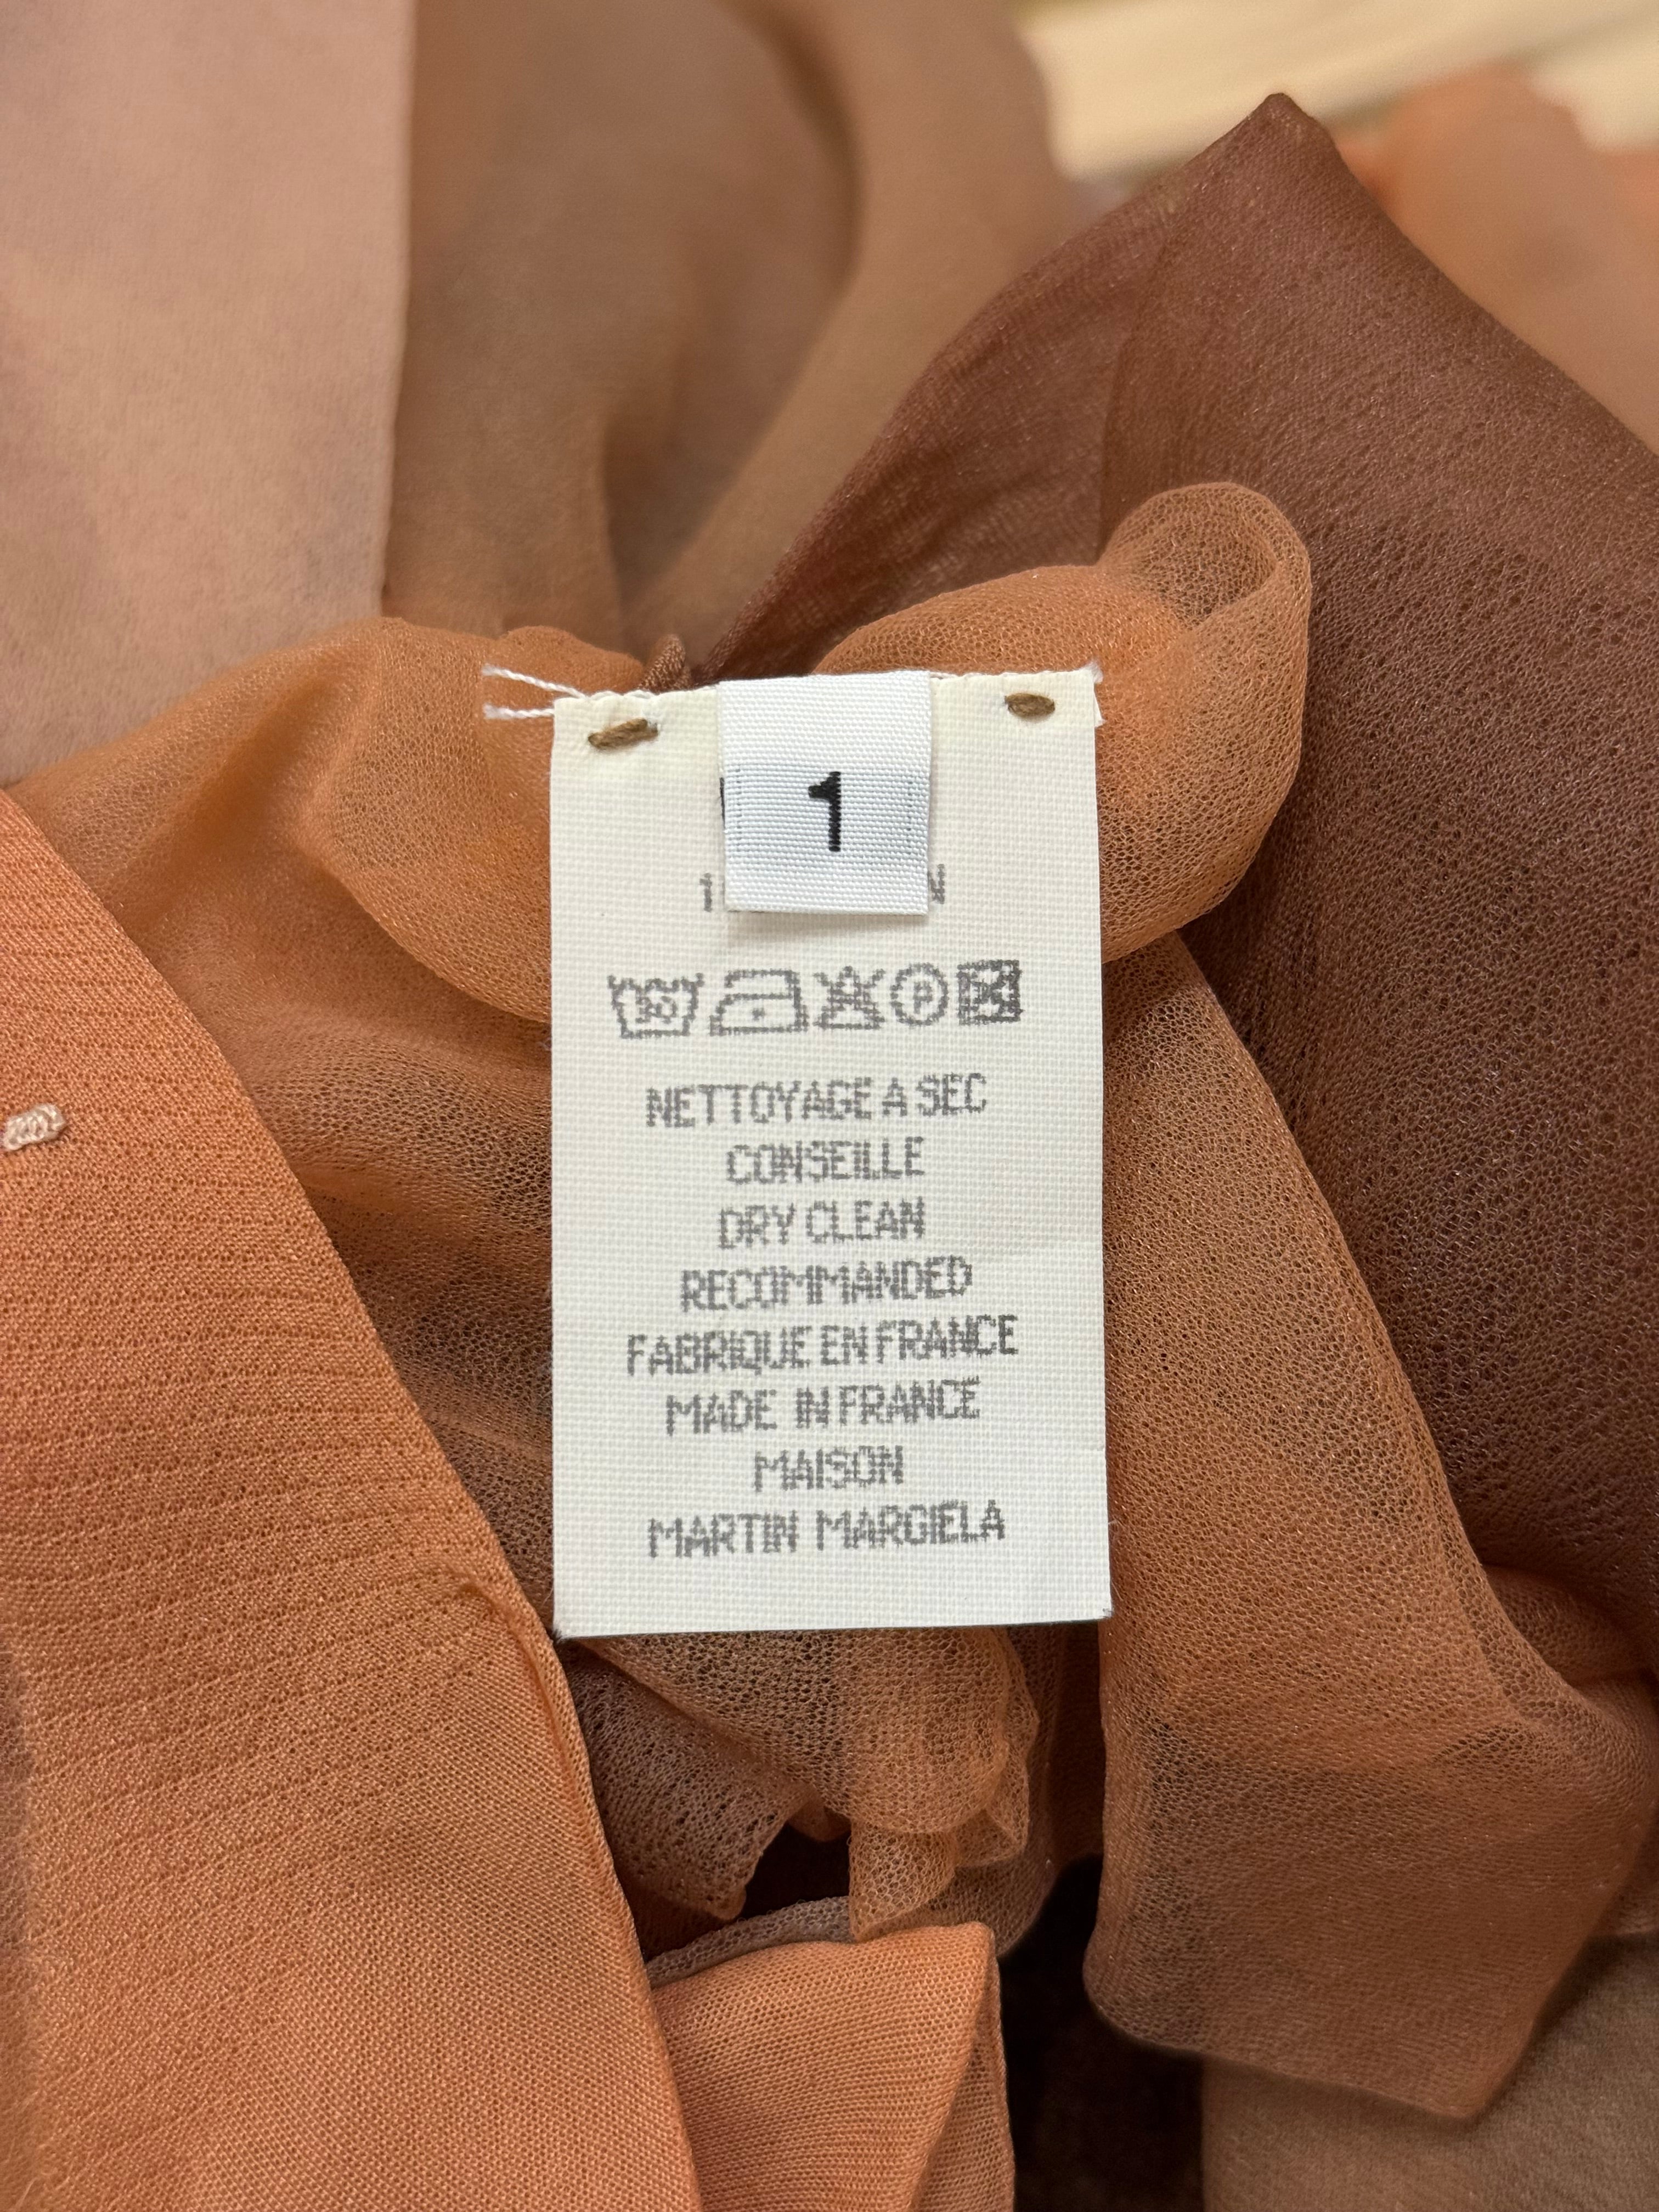 1
NETTOYAGE A SEC
CONSEILLE
DRY CLEAN
RECOMMANDED
FABRIQUE EN FRANCE
MADE IN FRANCE
MAISON
MARTIN MARGIELA